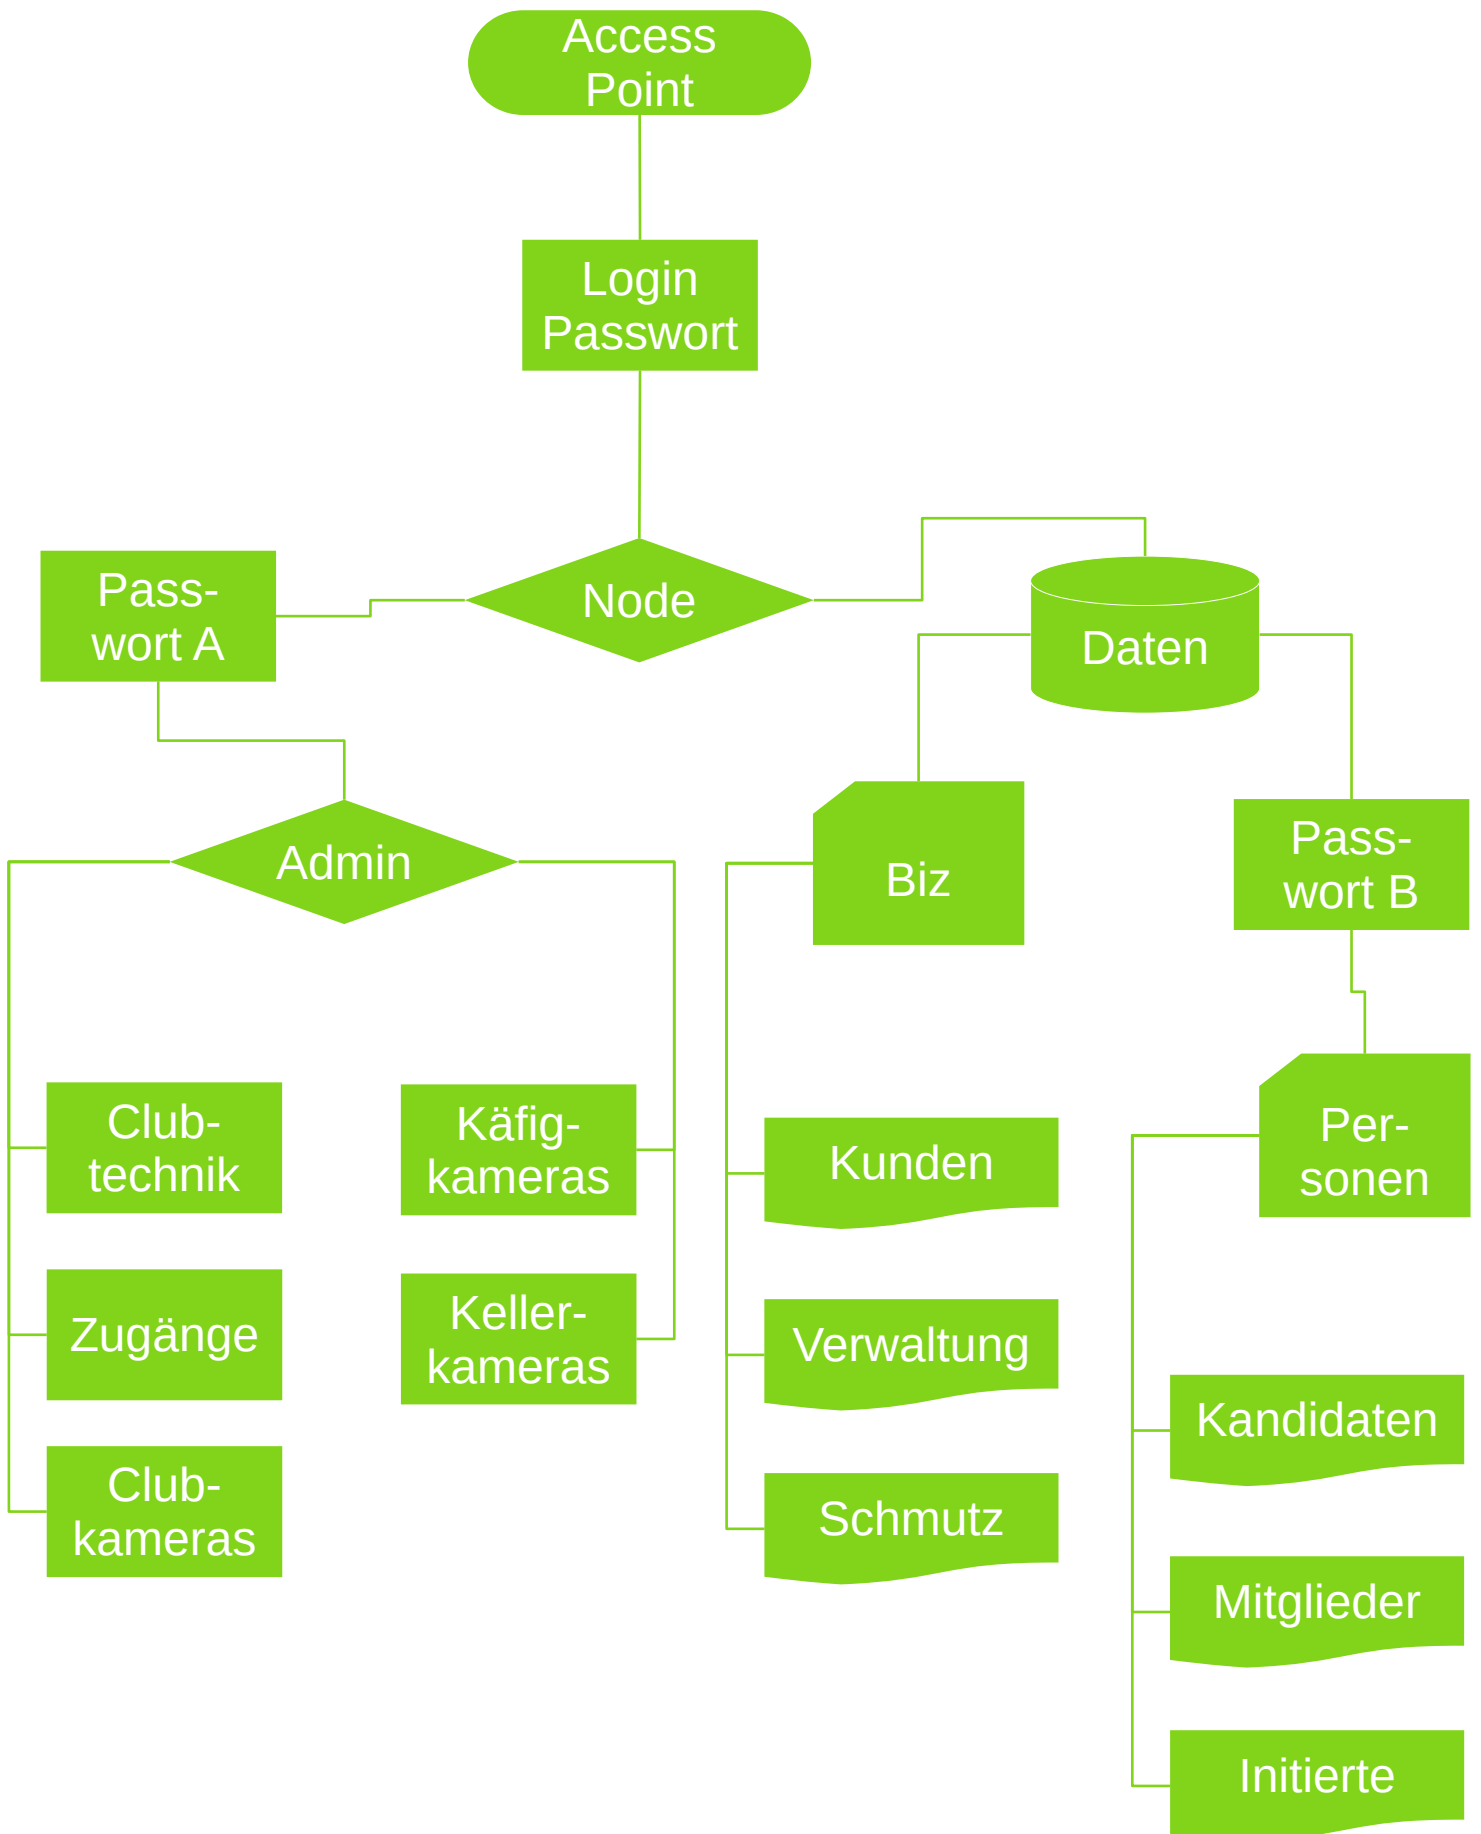 Access
Point
Login
Passwort
Node
Pass-
wort A
Daten
Admin
Biz
Pass-
wort B
Club-
technik
Käfig-
kameras
Kunden
Per-
sonen
Zugänge
Keller-
kameras
Verwaltung
Kandidaten
Club-
kameras
Schmutz
Mitglieder
Initierte